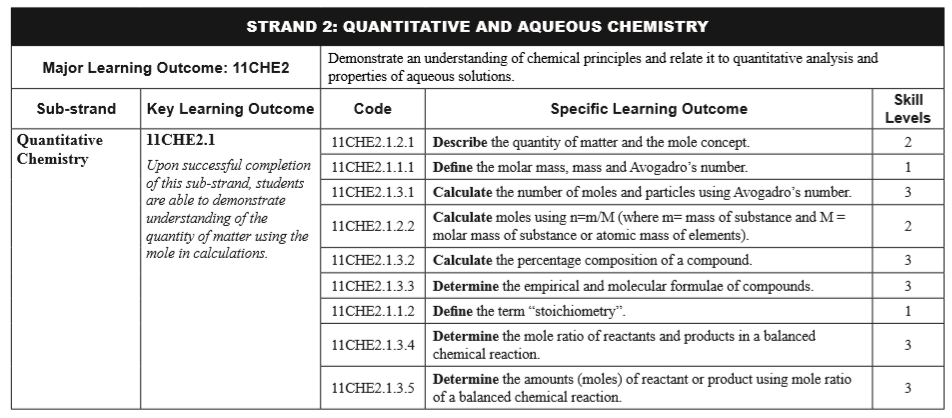 STRAND 2: QUANTITATIVE AND AQUEOUS CHEMISTRY
Major Learning Outcome: 11CHE2
Demonstrate an understanding of chemical principles and relate it to quantitative analysis and
properties of aqueous solutions.
Sub-strand
Key Learning Outcome
Code
Specific Learning Outcome
Skill
Levels
Quantitative
Chemistry
11CHE2.1
Upon successful completion
of this sub-strand, students
are able to demonstrate
understanding of the
quantity of matter using the
mole in calculations.
11CHE2.1.2.1
Describe the quantity of matter and the mole concept.
2
11CHE2.1.1.1
Define the molar mass, mass and Avogadro’s number.
1
11CHE2.1.3.1
Calculate the number of moles and particles using Avogadro’s number.
3
11CHE2.1.2.2
Calculate moles using n=m/M (where m= mass of substance and M =
molar mass of substance or atomic mass of elements).
2
11CHE2.1.3.2
Calculate the percentage composition of a compound.
3
11CHE2.1.3.3
Determine the empirical and molecular formulae of compounds.
3
11CHE2.1.1.2
Define the term “stoichiometry”.
1
11CHE2.1.3.4
Determine the mole ratio of reactants and products in a balanced
chemical reaction.
3
11CHE2.1.3.5
Determine the amounts (moles) of reactant or product using mole ratio
of a balanced chemical reaction.
3